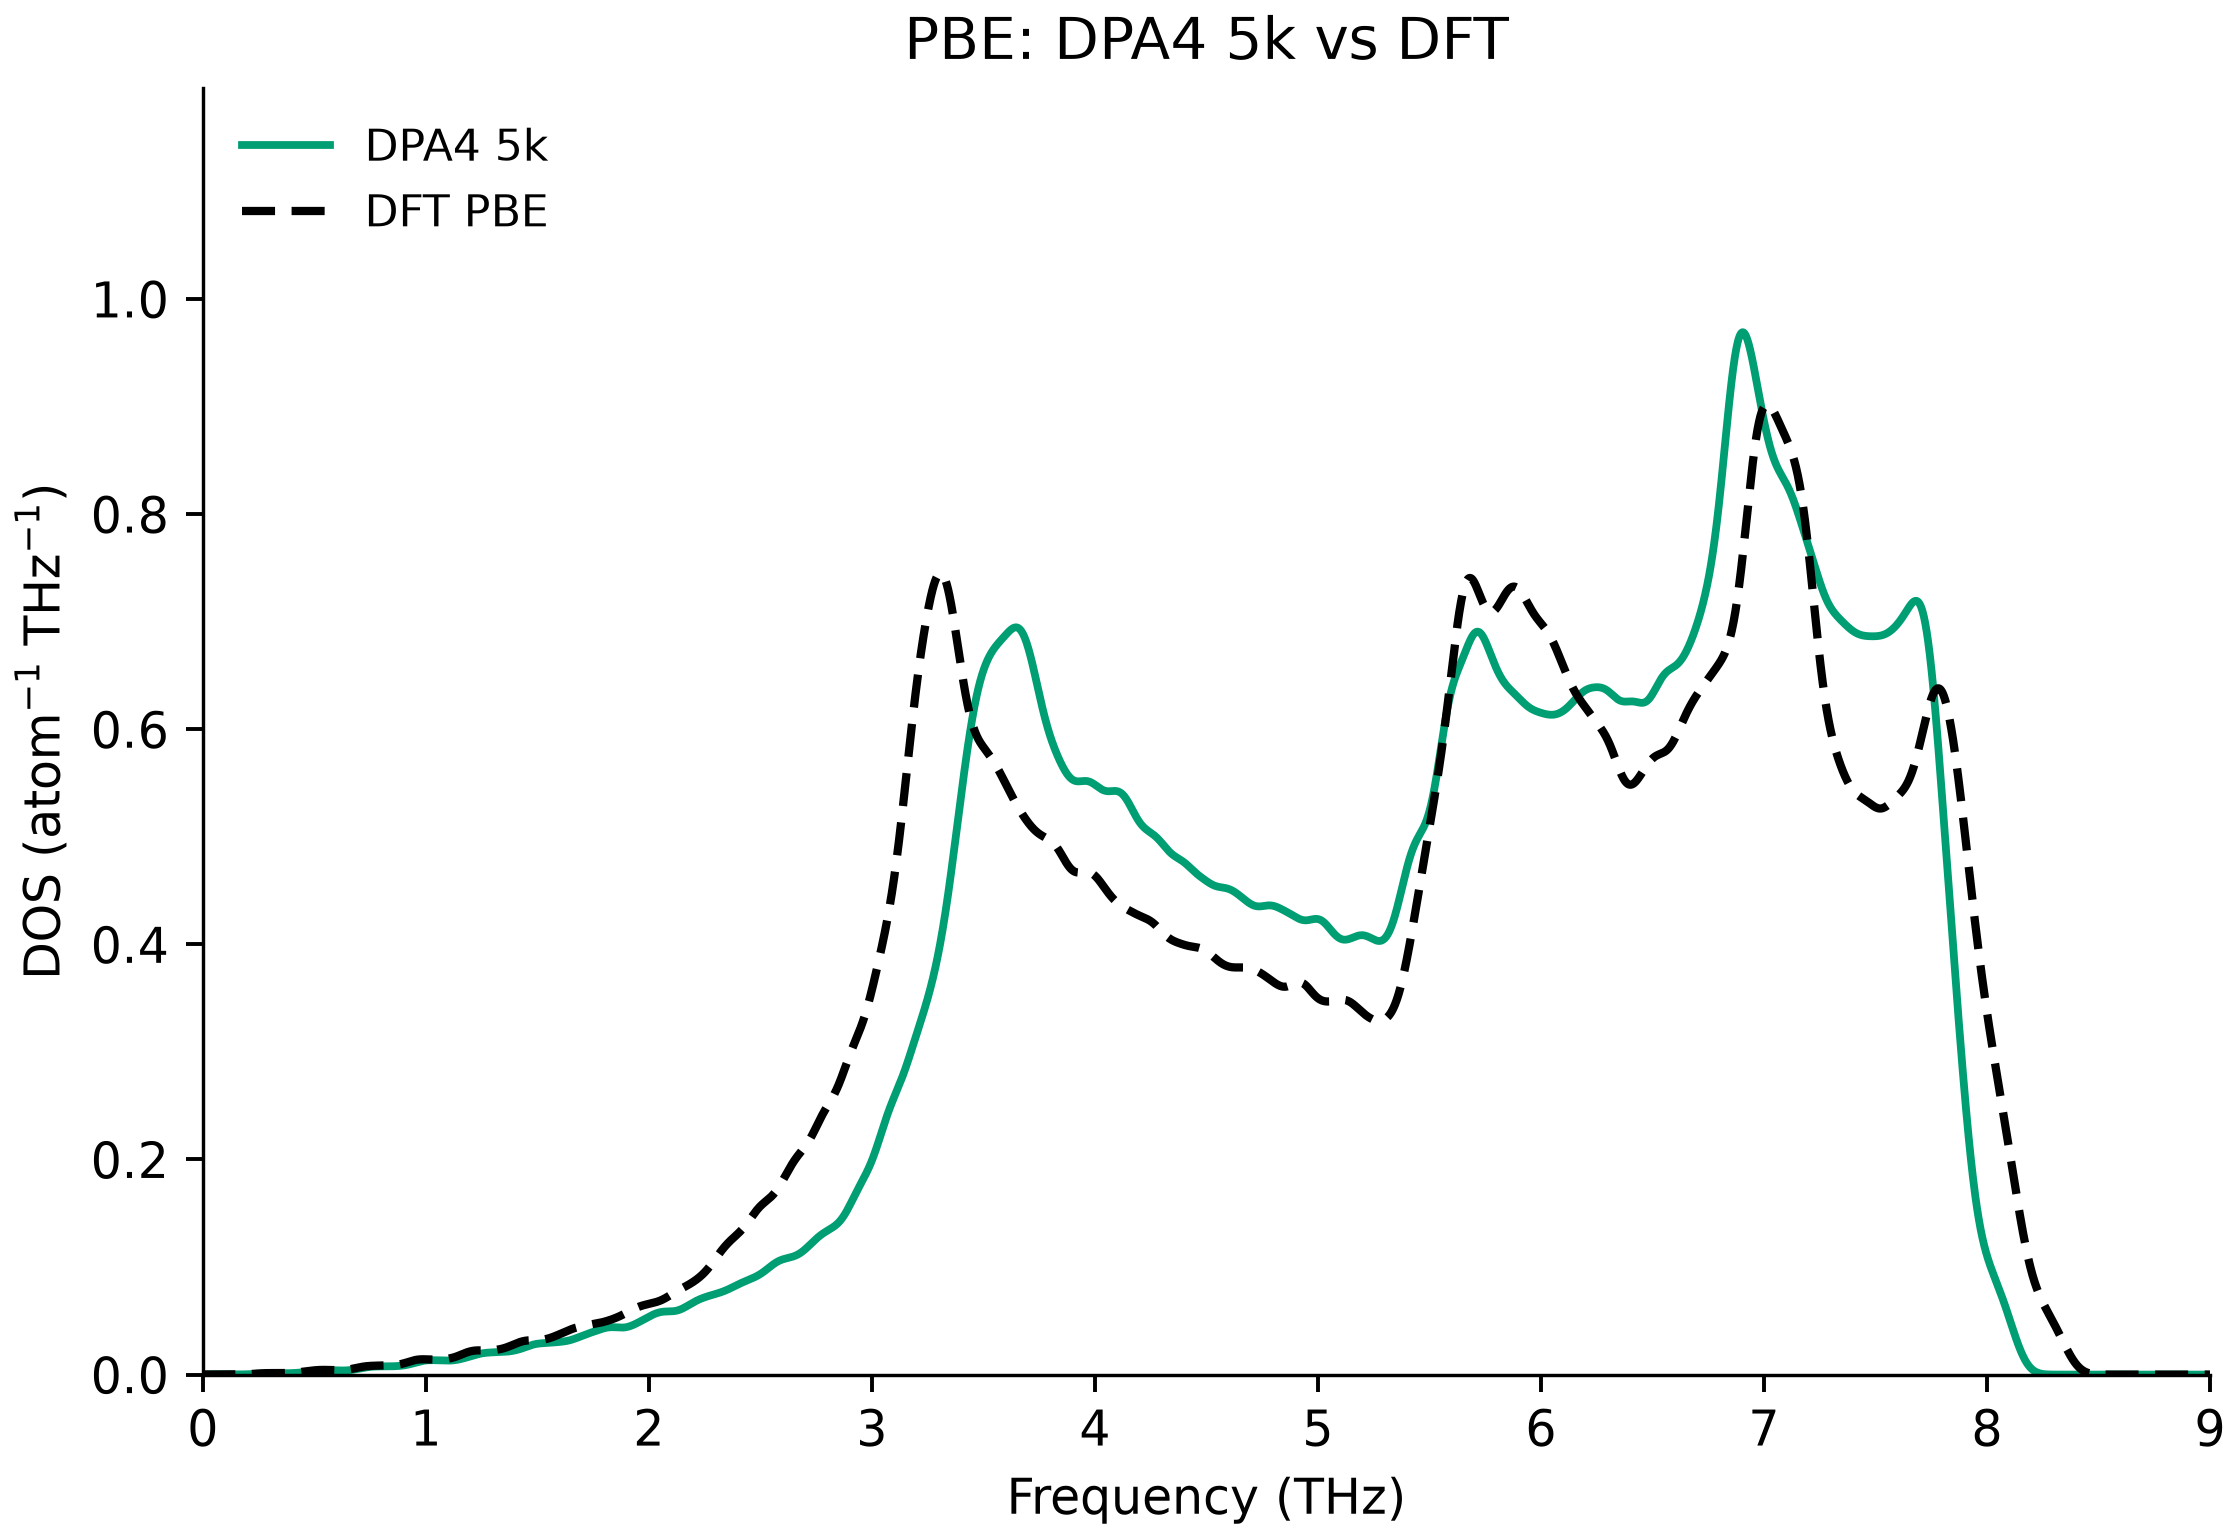 PBE: DPA4 5k vs DFT
DPA4 5k
DFT PBE
1.0
0.8
0.6
0.4
0.2
0.0
DOS (atom⁻¹ THz⁻¹)
0 1 2 3 4 5 6 7 8 9
Frequency (THz)